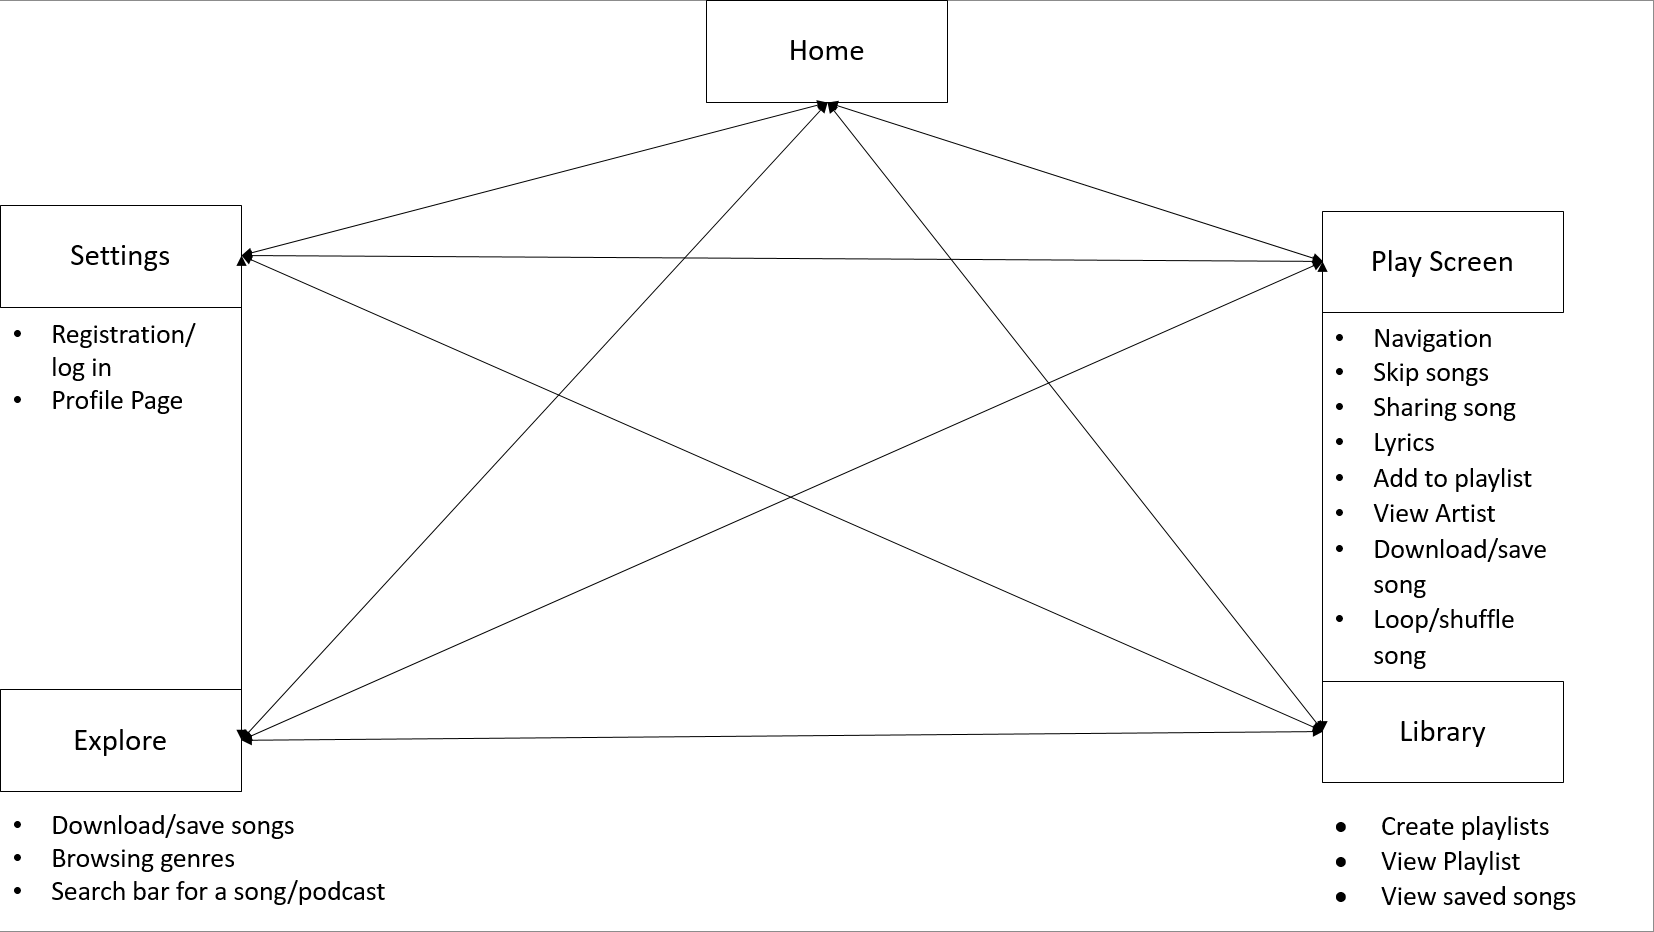 Home
Settings
• Registration/
log in
• Profile Page
Play Screen
• Navigation
• Skip songs
• Sharing song
• Lyrics
• Add to playlist
• View Artist
• Download/save
song
• Loop/shuffle
song
Explore
• Download/save songs
• Browsing genres
• Search bar for a song/podcast
Library
• Create playlists
• View Playlist
• View saved songs